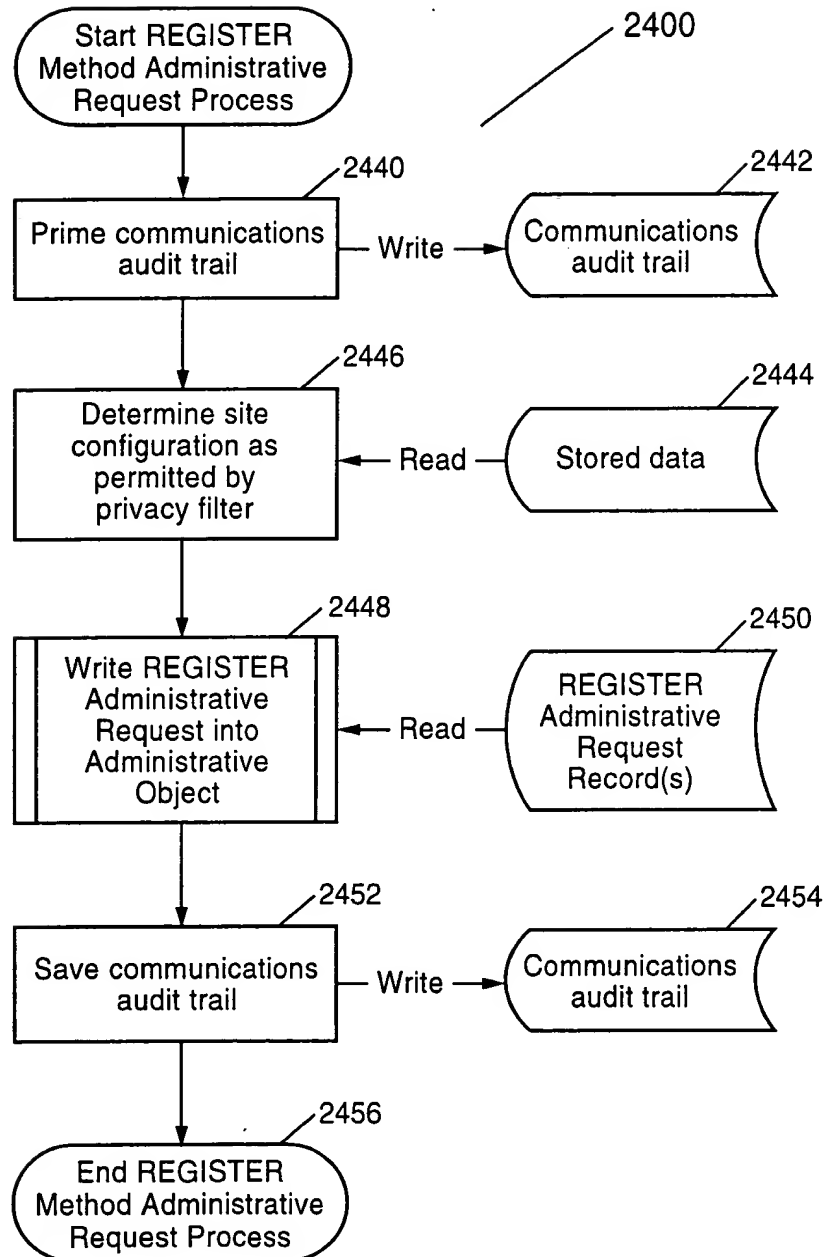 Start REGISTER
Method Administrative
Request Process
2400
2440
Prime communications
audit trail
Write
2442
Communications
audit trail
2446
Determine site
configuration as
permitted by
privacy filter
Read
2444
Stored data
2448
Write REGISTER
Administrative
Request into
Administrative
Object
Read
2450
REGISTER
Administrative
Request
Record(s)
2452
Save communications
audit trail
Write
2454
Communications
audit trail
2456
End REGISTER
Method Administrative
Request Process